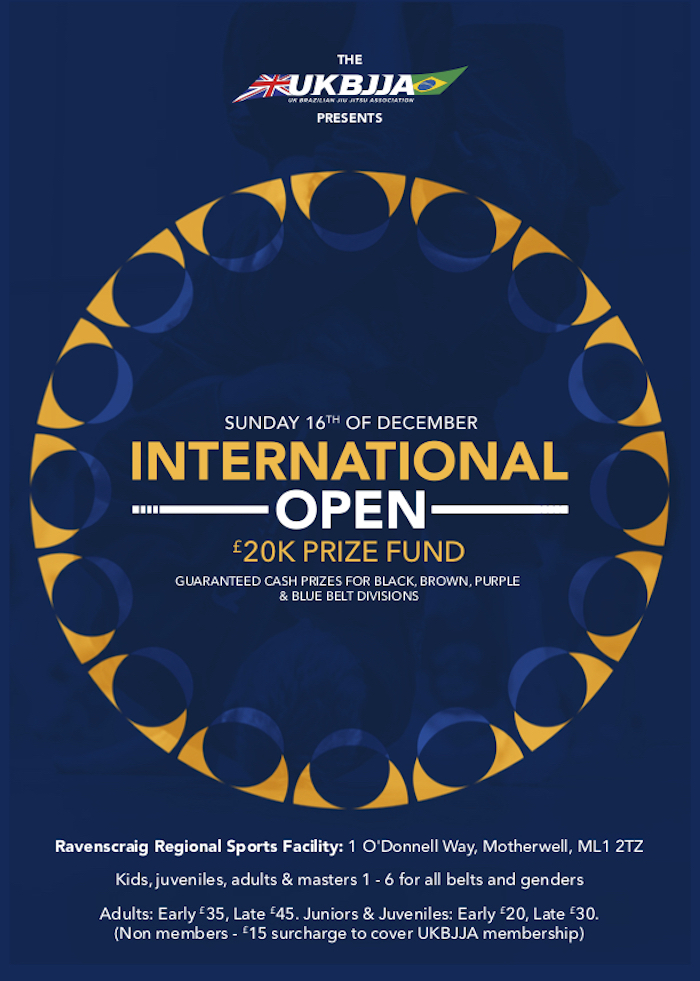 THE
UKBJJA
UK BRAZILIAN JIU JITSU ASSOCIATION
PRESENTS
SUNDAY 16TH OF DECEMBER
INTERNATIONAL
OPEN
£20K PRIZE FUND
GUARANTEED CASH PRIZES FOR BLACK, BROWN, PURPLE
& BLUE BELT DIVISIONS
Ravenscraig Regional Sports Facility: 1 O'Donnell Way, Motherwell, ML1 2TZ
Kids, juveniles, adults & masters 1 - 6 for all belts and genders
Adults: Early £35, Late £45. Juniors & Juveniles: Early £20, Late £30.
(Non members - £15 surcharge to cover UKBJJA membership)